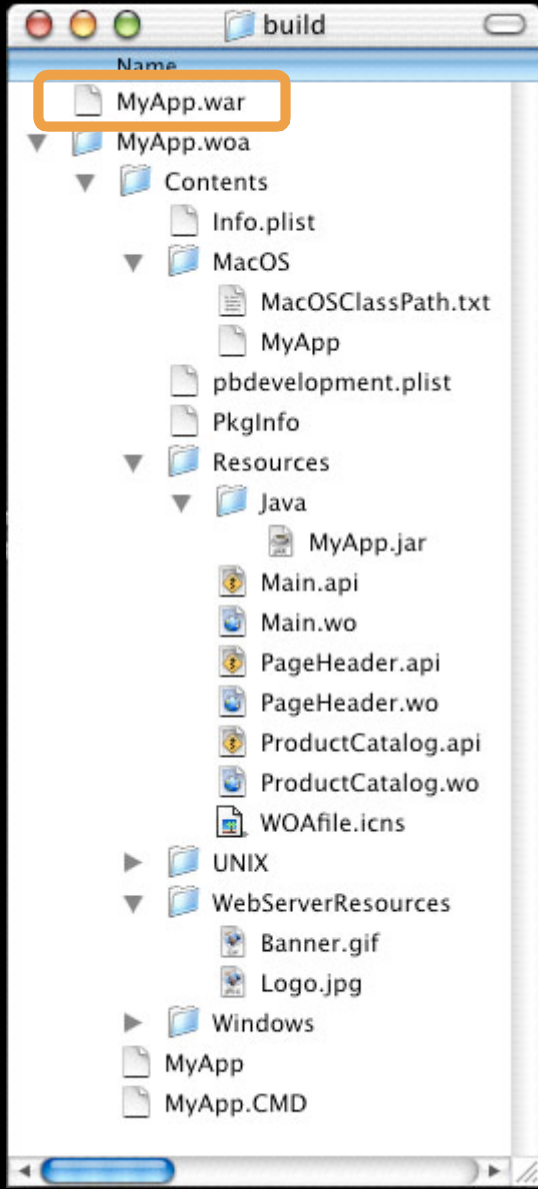 build
Name
MyApp.war
MyApp.woa
Contents
Info.plist
MacOS
MacOSClassPath.txt
MyApp
pbdevelopment.plist
PkgInfo
Resources
Java
MyApp.jar
Main.api
Main.wo
PageHeader.api
PageHeader.wo
ProductCatalog.api
ProductCatalog.wo
WOAfile.icns
UNIX
WebServerResources
Banner.gif
Logo.jpg
Windows
MyApp
MyApp.CMD